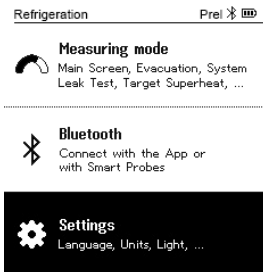 Refrigeration Prel
Measuring mode
Main Screen, Evacuation, System
Leak Test, Target Superheat, ...
Bluetooth
Connect with the App or
with Smart Probes
Settings
Language, Units, Light, ...